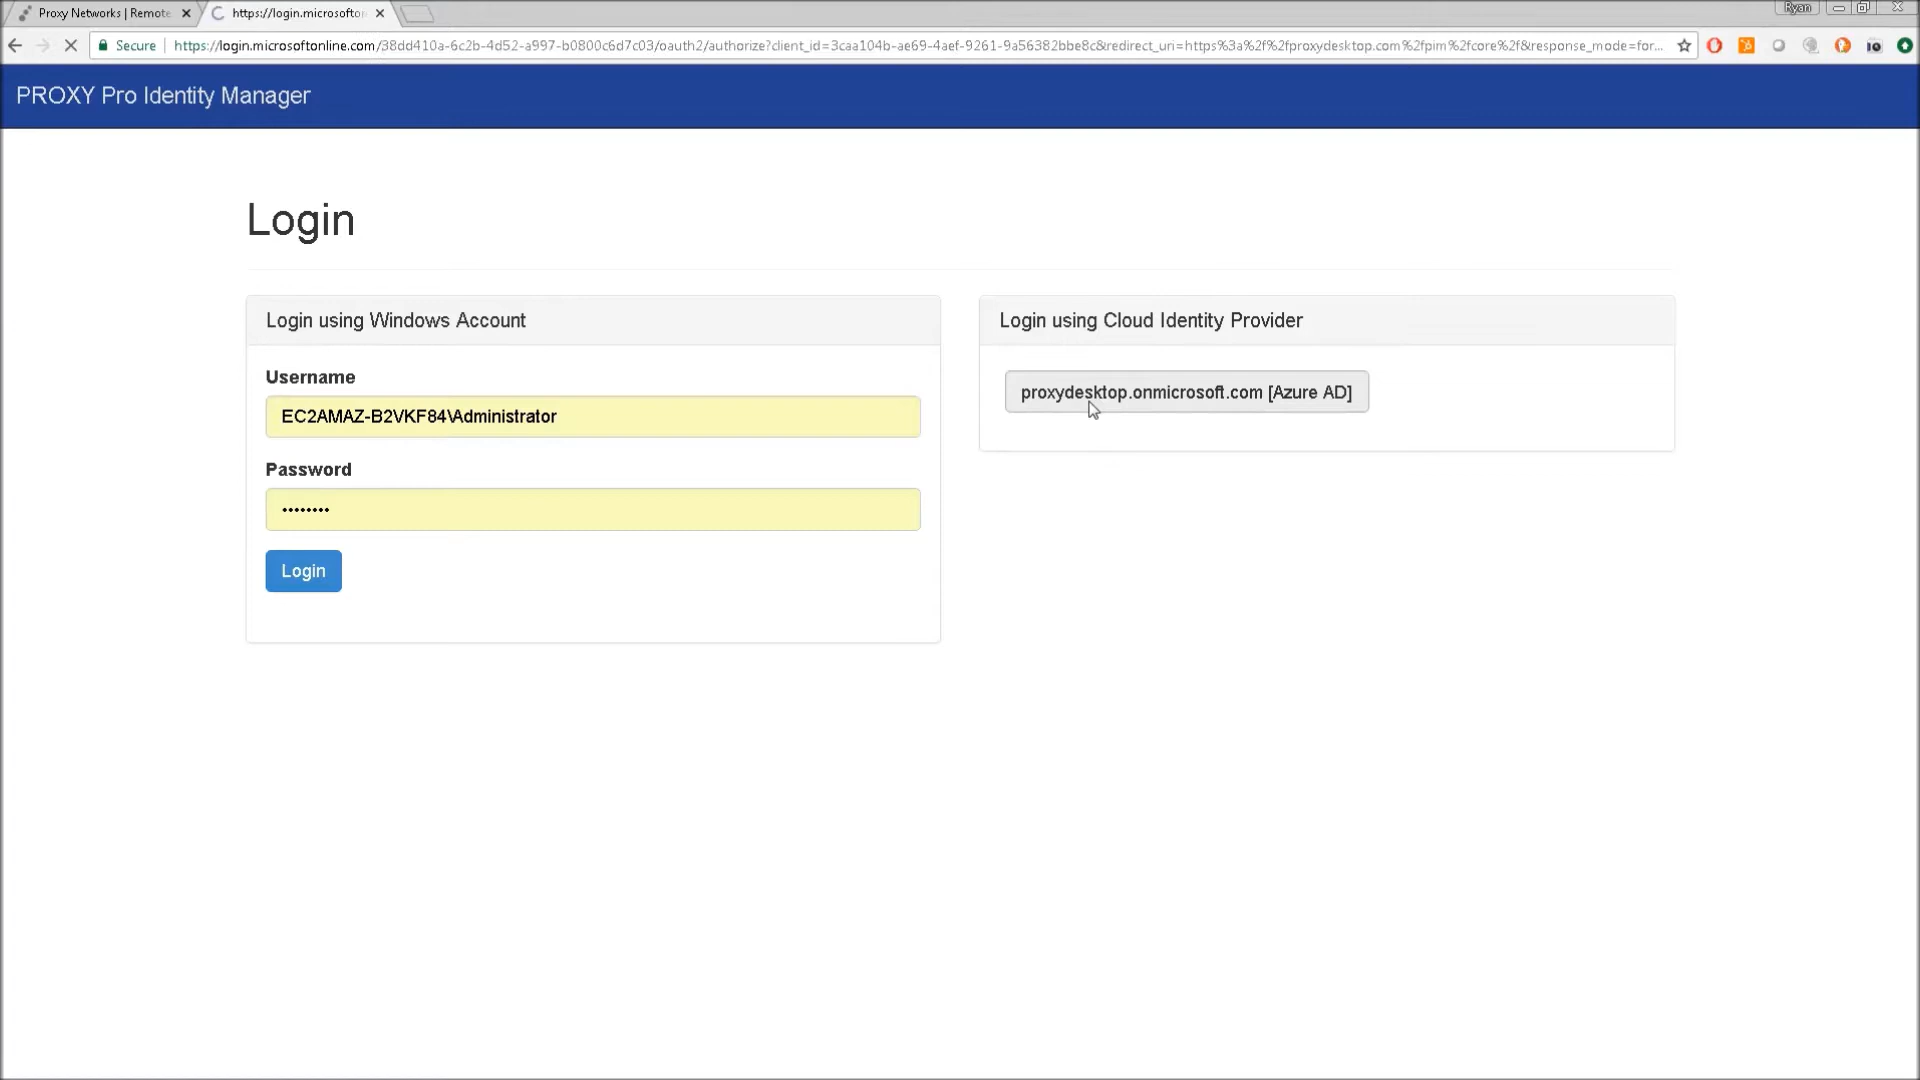 Proxy Networks | Remote
https://login.microsofton
Ryan
Secure
https://login.microsoftonline.com/38dd410a-6c2b-4d52-a997-b0800c6d7c03/oauth2/authorize?client_id=3caa104b-ae69-4aef-9261-9a56382bbe8c&redirect_uri=https%3a%2f%2fproxydesktop.com%2fpim%2fcore%2f&response_mode=for...
PROXY Pro Identity Manager
Login
Login using Windows Account
Username
EC2AMAZ-B2VKF84\Administrator
Password
••••••••
Login
Login using Cloud Identity Provider
proxydesktop.onmicrosoft.com [Azure AD]